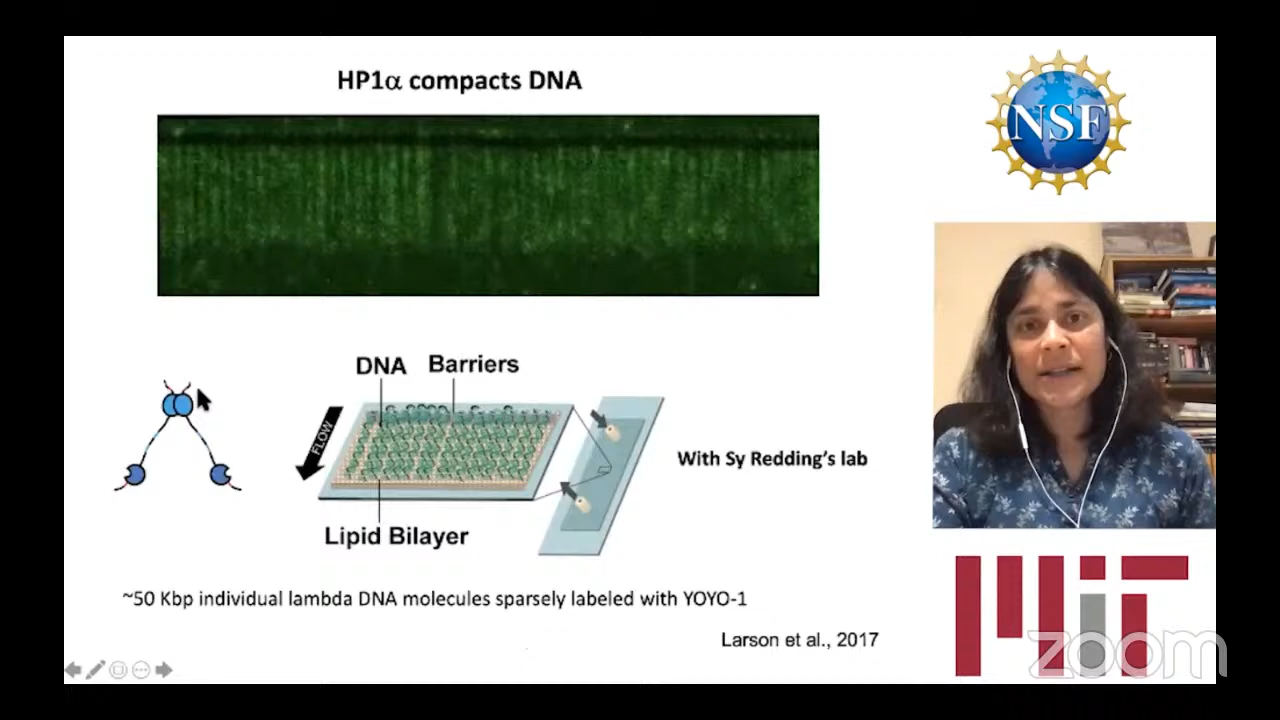 HP1α compacts DNA
NSF
DNA
Barriers
FLOW
With Sy Redding's lab
Lipid Bilayer
~50 Kbp individual lambda DNA molecules sparsely labeled with YOYO-1
Larson et al., 2017
MIT
zoom